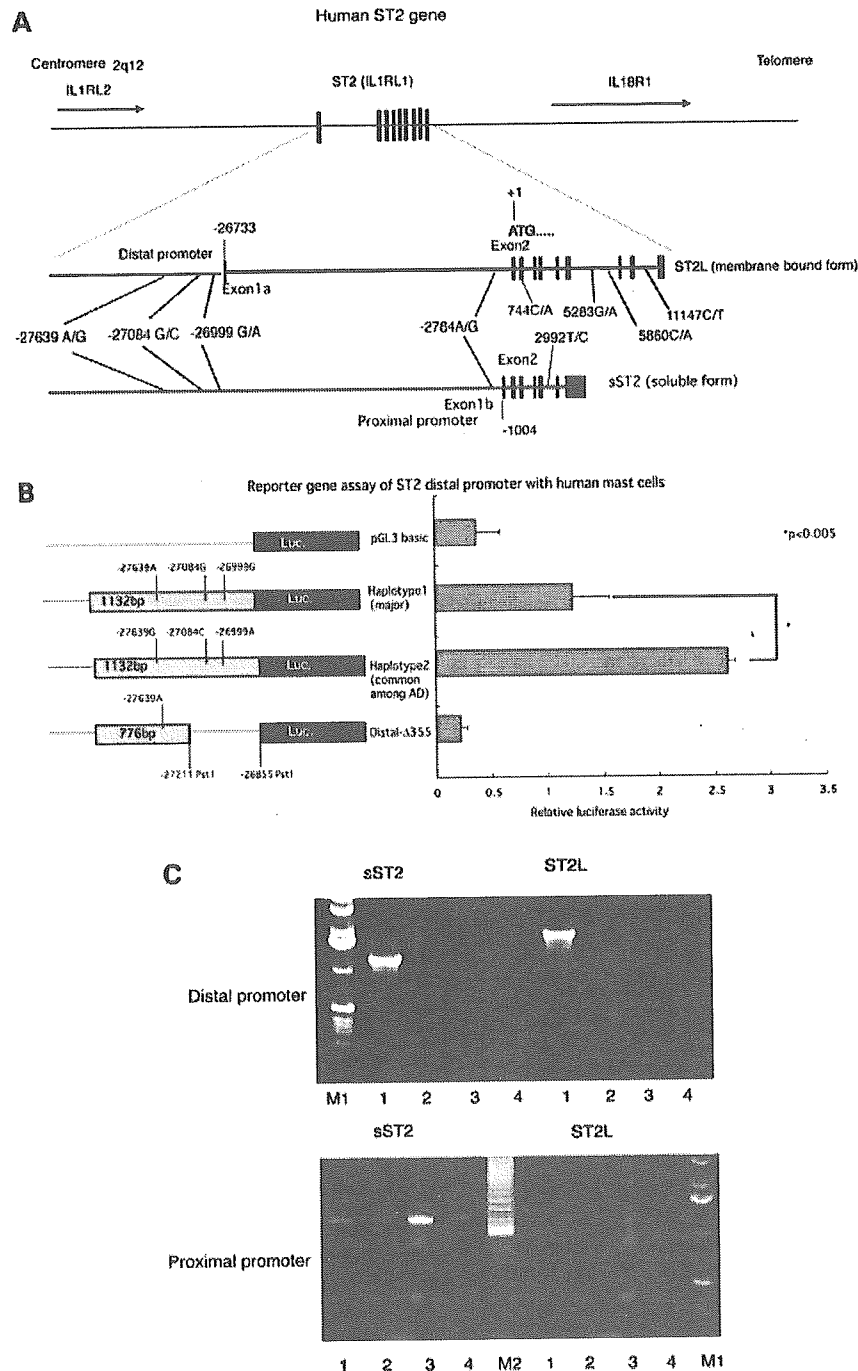 A
Human ST2 gene
Centromere 2q12
Telomere
IL1RL2
ST2 (IL1RL1)
IL18R1
+1
-26733
ATG.....
Distal promoter
Exon2
ST2L (membrane bound form)
Exon1a
744C/A
5283G/A
11147C/T
-27639 A/G
-27084 G/C
-26999 G/A
-2764A/G
2992T/C
5860C/A
Exon2
sST2 (soluble form)
Exon1b
Proximal promoter
-1004
B
Reporter gene assay of ST2 distal promoter with human mast cells
Luc.
pGL3 basic
*p<0.005
-27639A
-27084G
-26999G
1132bp
Luc.
Haplotype1
(major)
-27639G
-27084C
-26999A
*
1132bp
Luc.
Haplotype2
(common
among AD)
-27639A
776bp
Luc.
Distal-Δ355
-27211 PstI
-26855 PstI
0 0.5 1 1.5 2 2.5 3 3.5
Relative luciferase activity
C
sST2
ST2L
Distal promoter
M1 1 2 3 4 1 2 3 4
sST2
ST2L
Proximal promoter
1 2 3 4 M2 1 2 3 4 M1